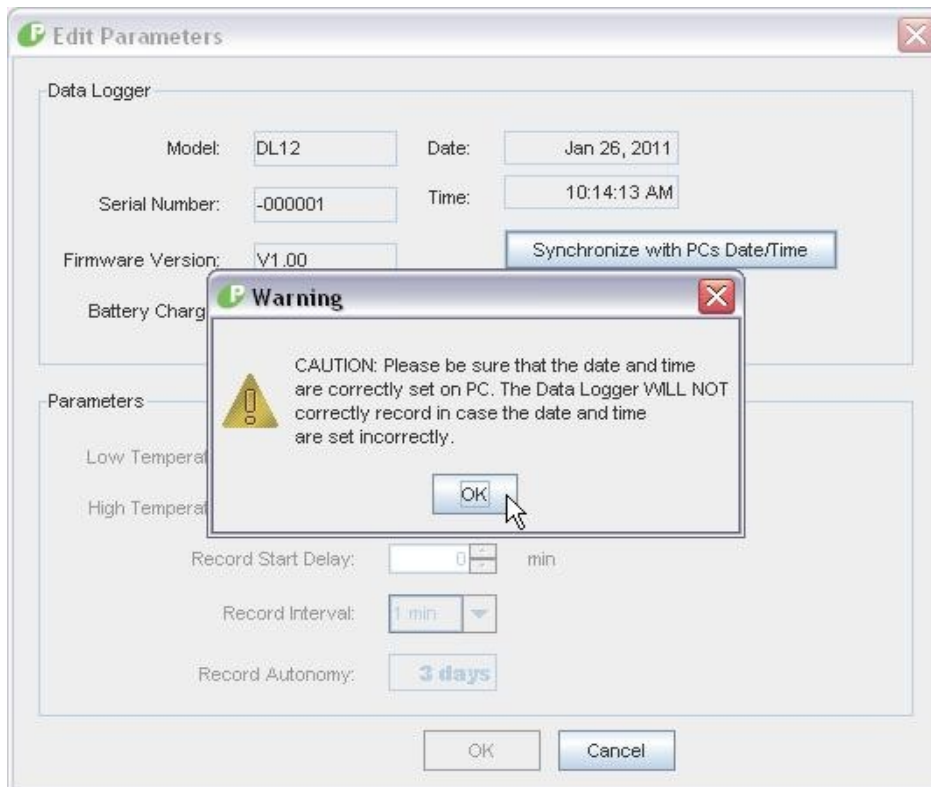 Edit Parameters
Data Logger
Model: DL12 Date: Jan 26, 2011
Serial Number: -000001 Time: 10:14:13 AM
Firmware Version: V1.00 Synchronize with PCs Date/Time
Battery Charg
Warning
CAUTION: Please be sure that the date and time
are correctly set on PC. The Data Logger WILL NOT
correctly record in case the date and time
are set incorrectly.
OK
Parameters
Low Temperat
High Temperat
Record Start Delay: 0 min
Record Interval: 1 min
Record Autonomy: 3 days
OK Cancel